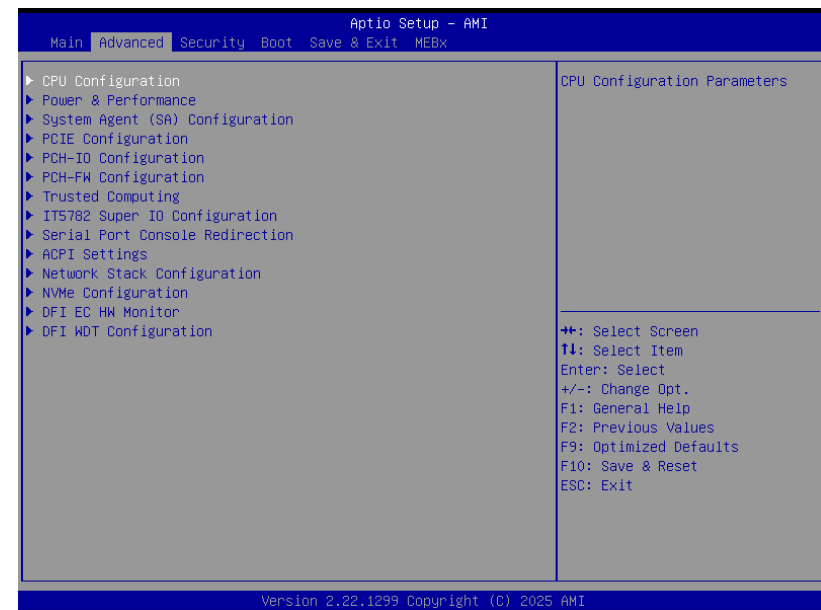 Aptio Setup – AMI
Main Advanced Security Boot Save & Exit MEBx
CPU Configuration
Power & Performance
System Agent (SA) Configuration
PCIE Configuration
PCH-IO Configuration
PCH-FW Configuration
Trusted Computing
IT5782 Super IO Configuration
Serial Port Console Redirection
ACPI Settings
Network Stack Configuration
NVMe Configuration
DFI EC HW Monitor
DFI WDT Configuration
CPU Configuration Parameters
→←: Select Screen
↑↓: Select Item
Enter: Select
+/-: Change Opt.
F1: General Help
F2: Previous Values
F9: Optimized Defaults
F10: Save & Reset
ESC: Exit
Version 2.22.1299 Copyright (C) 2025 AMI